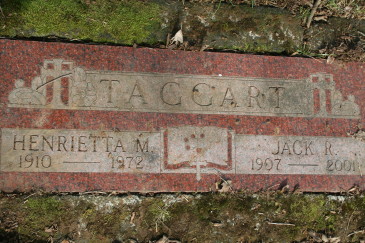 TAGGART
HENRIETTA M. JACK R.
1910 — 1972 1907 — 2001